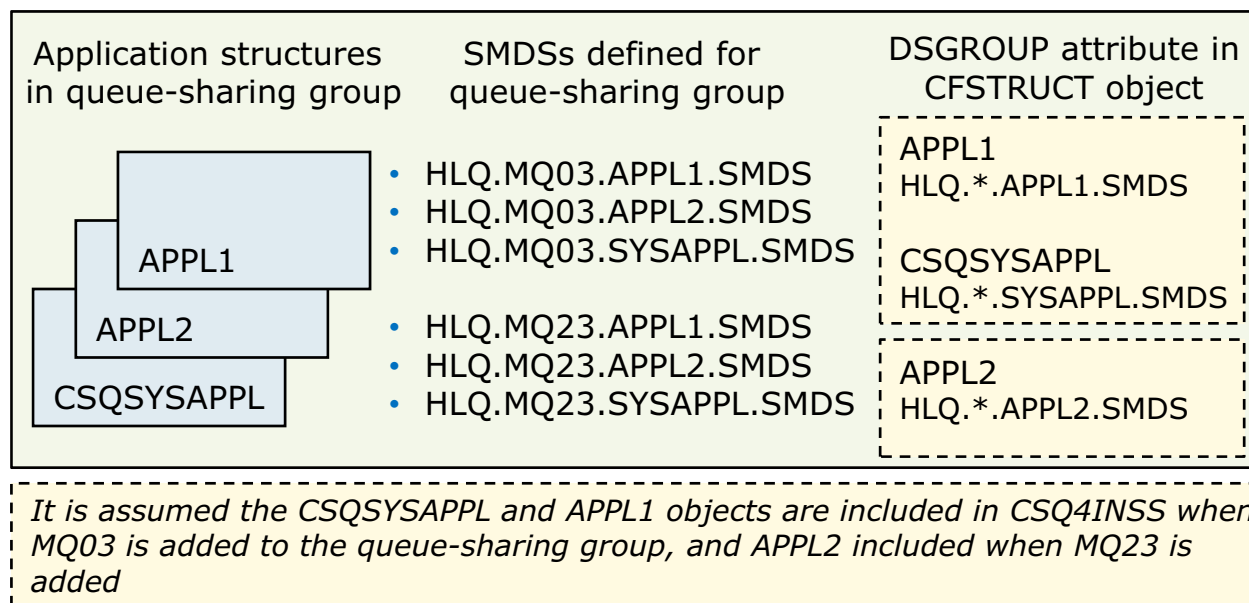 Application structures
in queue-sharing group
APPL1
APPL2
CSQSYSAPPL
SMDSs defined for
queue-sharing group
• HLQ.MQ03.APPL1.SMDS
• HLQ.MQ03.APPL2.SMDS
• HLQ.MQ03.SYSAPPL.SMDS
• HLQ.MQ23.APPL1.SMDS
• HLQ.MQ23.APPL2.SMDS
• HLQ.MQ23.SYSAPPL.SMDS
DSGROUP attribute in
CFSTRUCT object
APPL1
HLQ.*.APPL1.SMDS
CSQSYSAPPL
HLQ.*.SYSAPPL.SMDS
APPL2
HLQ.*.APPL2.SMDS
It is assumed the CSQSYSAPPL and APPL1 objects are included in CSQ4INSS when
MQ03 is added to the queue-sharing group, and APPL2 included when MQ23 is
added